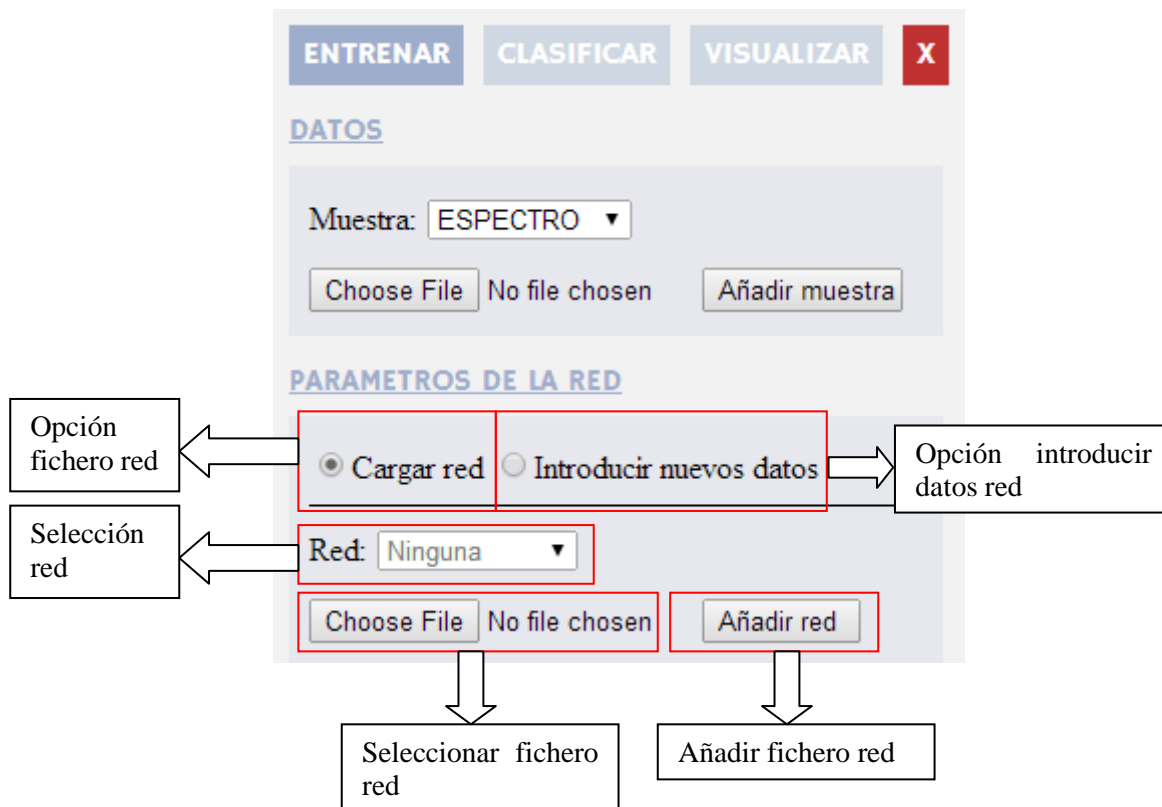 ENTRENAR CLASIFICAR VISUALIZAR X
DATOS
Muestra: ESPECTRO
Choose File No file chosen Añadir muestra
PARAMETROS DE LA RED
Opción
fichero red
Cargar red Introducir nuevos datos
Opción introducir
datos red
Selección
red
Red: Ninguna
Choose File No file chosen Añadir red
Seleccionar fichero
red
Añadir fichero red